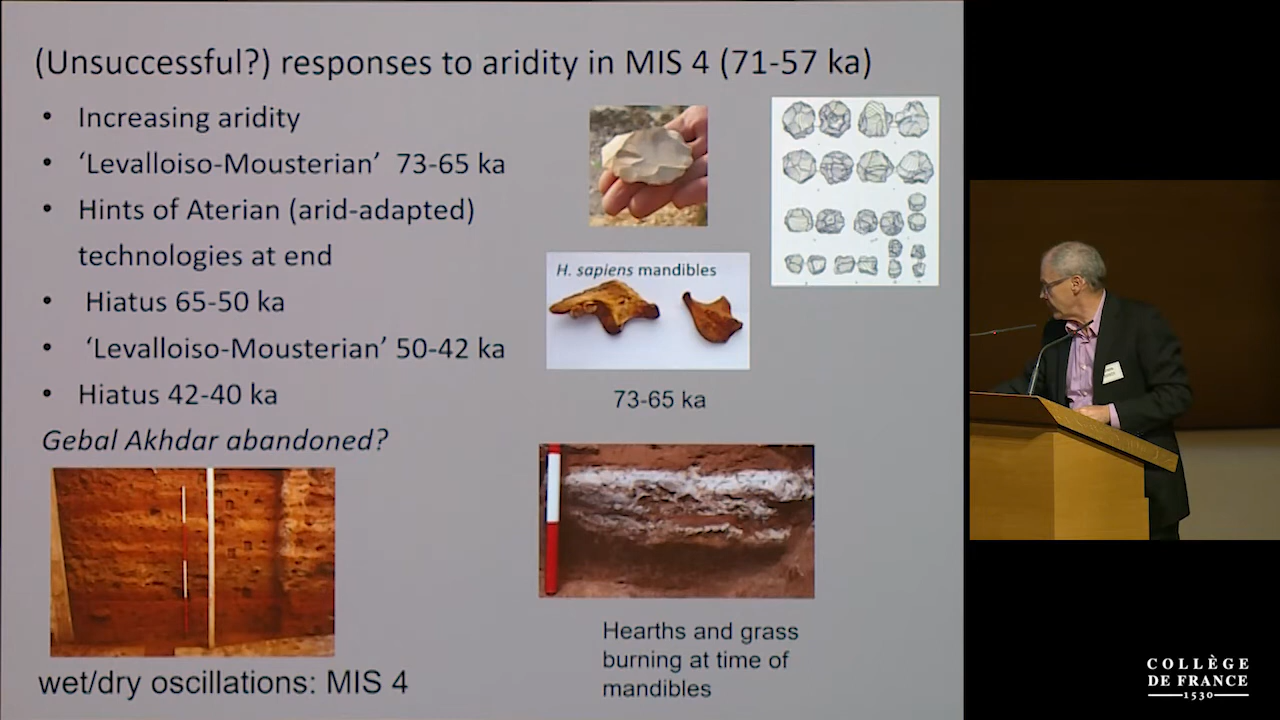 (Unsuccessful?) responses to aridity in MIS 4 (71-57 ka)
• Increasing aridity
• ‘Levalloiso-Mousterian’ 73-65 ka
• Hints of Aterian (arid-adapted)
technologies at end
• Hiatus 65-50 ka
• ‘Levalloiso-Mousterian’ 50-42 ka
• Hiatus 42-40 ka
Gebal Akhdar abandoned?
wet/dry oscillations: MIS 4
H. sapiens mandibles
73-65 ka
Hearths and grass
burning at time of
mandibles
COLLÈGE
DE FRANCE
1530